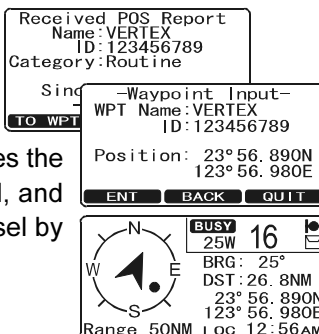 Received POS Report
Name:VERTEX
ID:123456789
Category:Routine
TO WPT
-Waypoint Input-
WPT Name:VERTEX
ID:123456789
Position: 23°56.890N
123°56.980E
ENT BACK QUIT
es the
, and
sel by
N
W E
S
BUSY
25W 16
BRG: 25°
DST:26.8NM
23°56.890N
123°56.980E
Range 50NM LOC 12:56AM